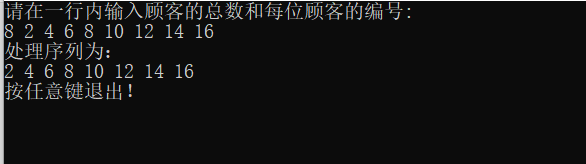 请在一行内输入顾客的总数和每位顾客的编号:
8 2 4 6 8 10 12 14 16
处理序列为：
2 4 6 8 10 12 14 16
按任意键退出！